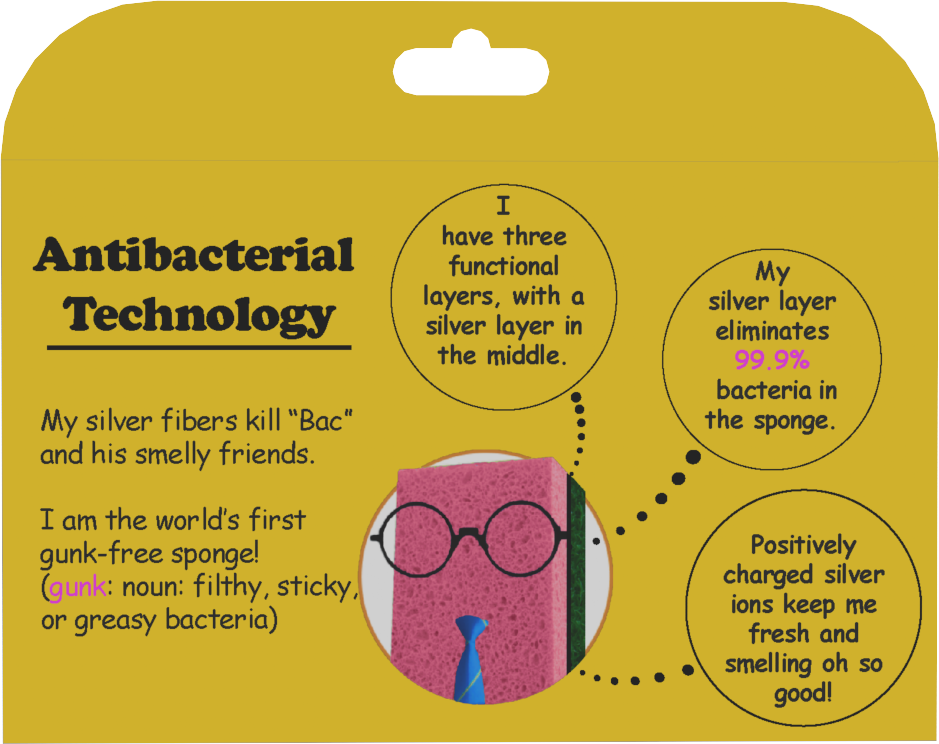 Antibacterial
Technology
My silver fibers kill “Bac”
and his smelly friends.
I am the world’s first
gunk-free sponge!
(gunk: noun: filthy, sticky,
or greasy bacteria)
I
have three
functional
layers, with a
silver layer in
the middle.
My
silver layer
eliminates
99.9%
bacteria in
the sponge.
Positively
charged silver
ions keep me
fresh and
smelling oh so
good!